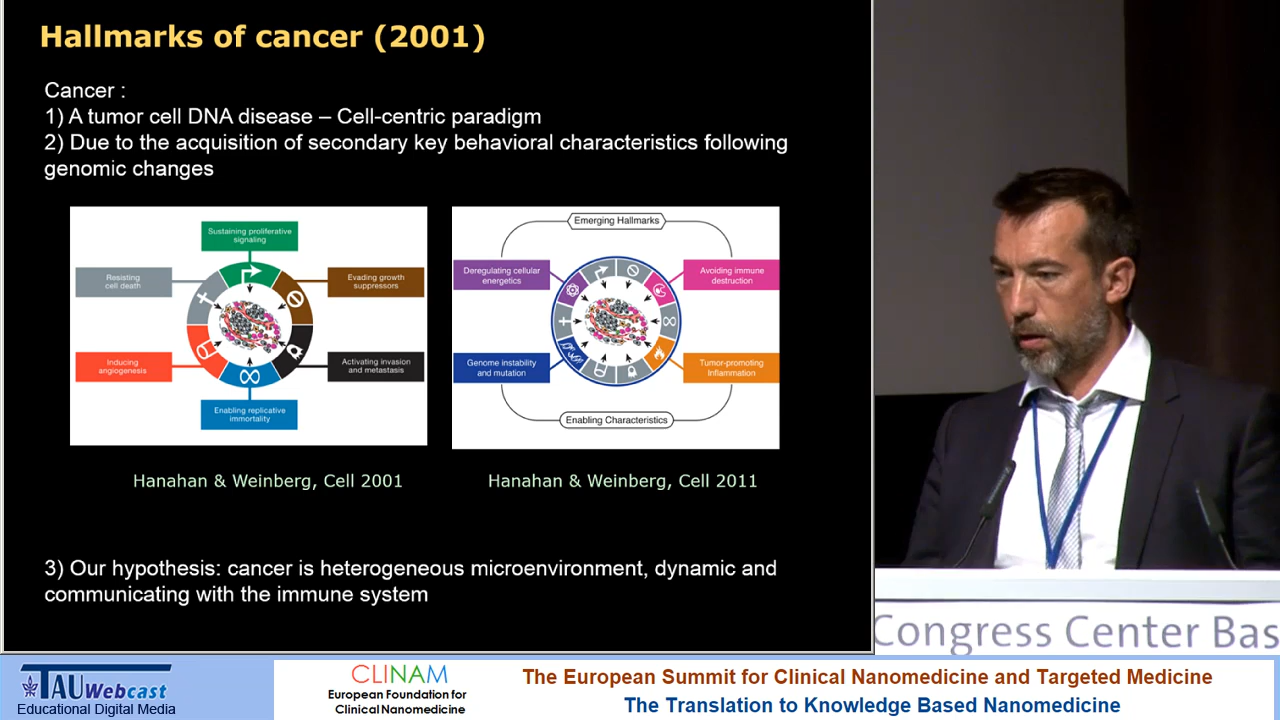 Hallmarks of cancer (2001)
Cancer :
1) A tumor cell DNA disease – Cell-centric paradigm
2) Due to the acquisition of secondary key behavioral characteristics following
genomic changes
Sustaining proliferative
signaling
Resisting
cell death
Evading growth
suppressors
Inducing
angiogenesis
Activating invasion
and metastasis
Enabling replicative
immortality
Emerging Hallmarks
Deregulating cellular
energetics
Avoiding immune
destruction
Genome instability
and mutation
Tumor-promoting
Inflammation
Enabling Characteristics
Hanahan & Weinberg, Cell 2001
Hanahan & Weinberg, Cell 2011
3) Our hypothesis: cancer is heterogeneous microenvironment, dynamic and
communicating with the immune system
Congress Center Bas
TAU Webcast
Educational Digital Media
CLINAM
European Foundation for
Clinical Nanomedicine
The European Summit for Clinical Nanomedicine and Targeted Medicine
The Translation to Knowledge Based Nanomedicine